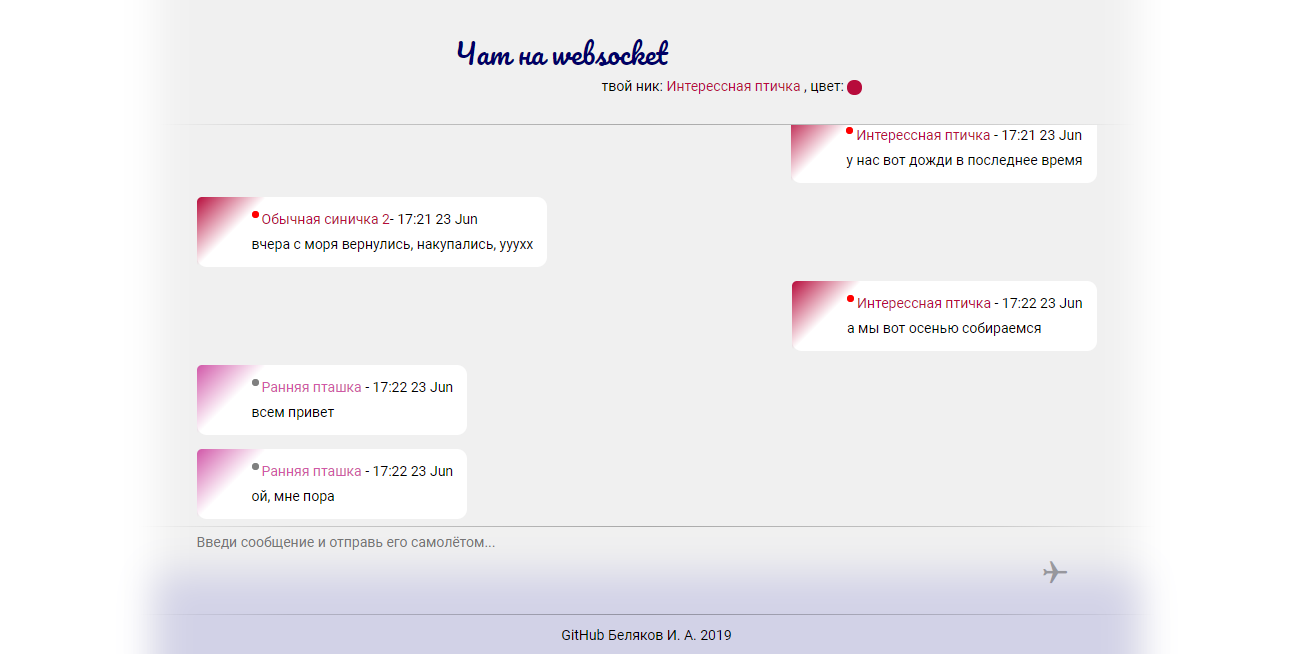 Чат на websocket
твой ник: Интерессная птичка , цвет:
Интерессная птичка - 17:21 23 Jun
у нас вот дожди в последнее время
Обычная синичка 2- 17:21 23 Jun
вчера с моря вернулись, накупались, ууухх
Интерессная птичка - 17:22 23 Jun
а мы вот осенью собираемся
Ранняя пташка - 17:22 23 Jun
всем привет
Ранняя пташка - 17:22 23 Jun
ой, мне пора
Введи сообщение и отправь его самолётом...
GitHub Беляков И. А. 2019